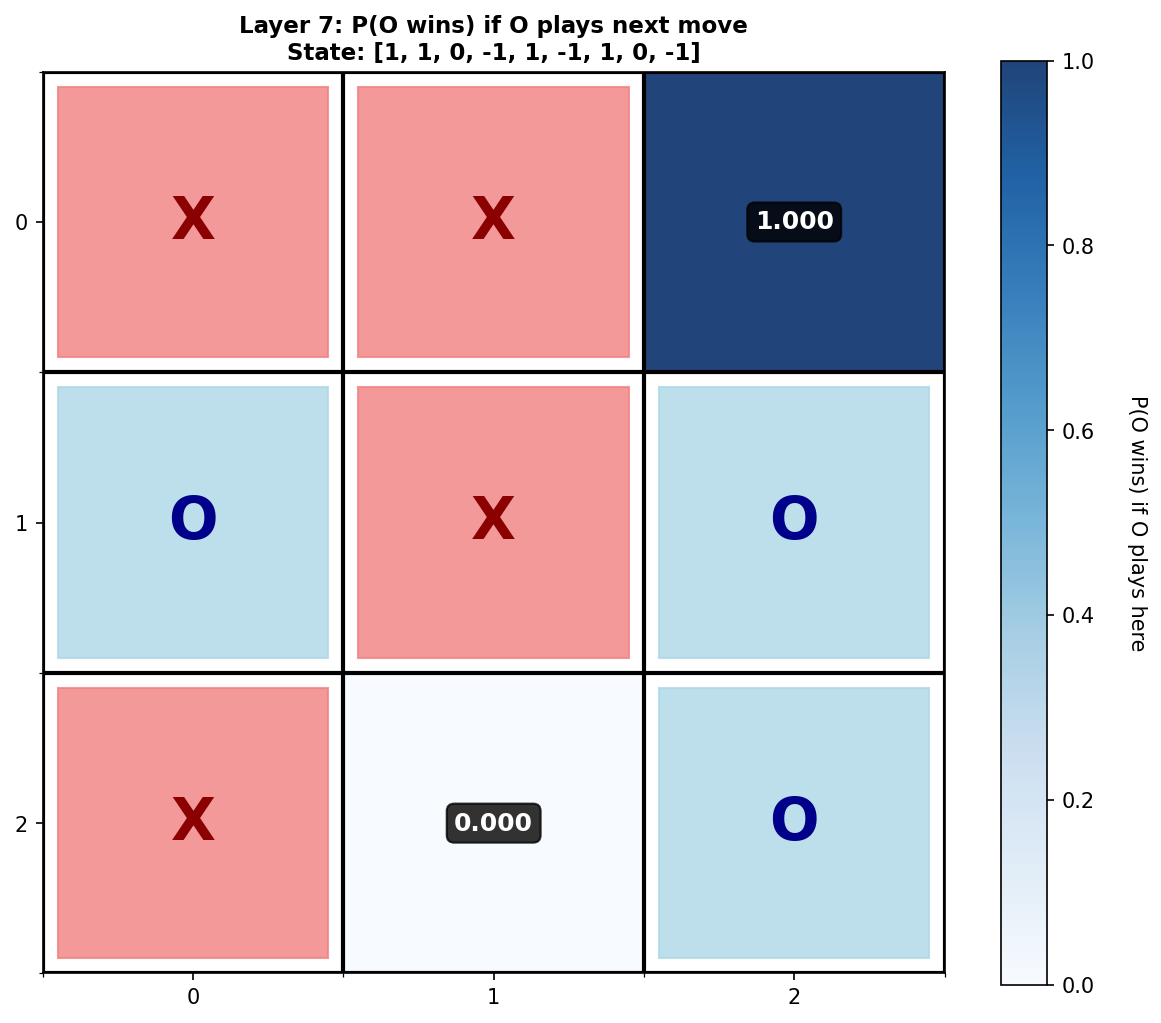 Layer 7: P(O wins) if O plays next move
State: [1, 1, 0, -1, 1, -1, 1, 0, -1]
0
X
X
1.000
1
O
X
O
2
X
0.000
O
0
1
2
1.0
0.8
0.6
0.4
0.2
0.0
P(O wins) if O plays here